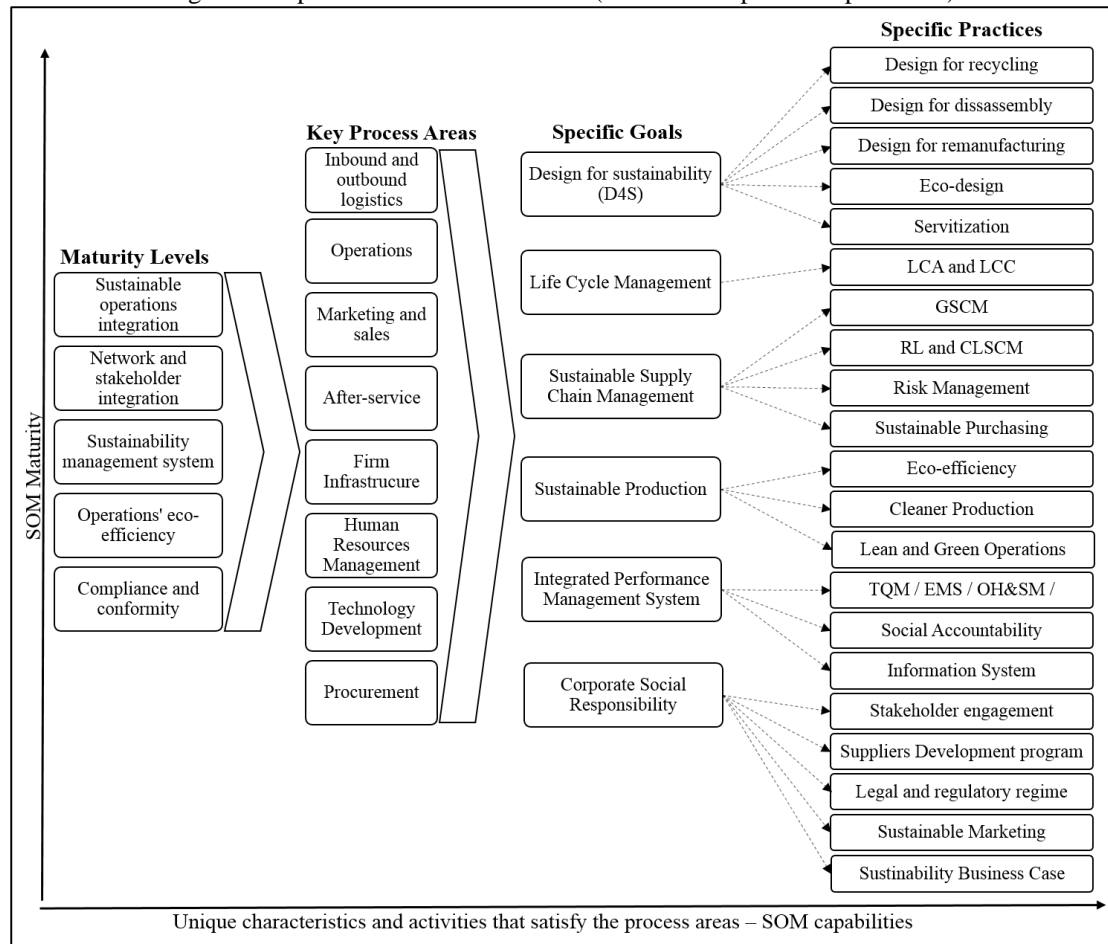 Specific Practices
Design for recycling
Design for dissassembly
Design for remanufacturing
Eco-design
Servitization
LCA and LCC
GSCM
RL and CLSCM
Risk Management
Sustainable Purchasing
Eco-efficiency
Cleaner Production
Lean and Green Operations
TQM / EMS / OH&SM /
Social Accountability
Information System
Stakeholder engagement
Suppliers Development program
Legal and regulatory regime
Sustainable Marketing
Sustinability Business Case
Specific Goals
Design for sustainability
(D4S)
Life Cycle Management
Sustainable Supply
Chain Management
Sustainable Production
Integrated Performance
Management System
Corporate Social
Responsibility
Key Process Areas
Inbound and
outbound
logistics
Operations
Marketing and
sales
After-service
Firm
Infrastrucure
Human
Resources
Management
Technology
Development
Procurement
Maturity Levels
Sustainable
operations
integration
Network and
stakeholder
integration
Sustainability
management system
Operations' eco-
efficiency
Compliance and
conformity
SOM Maturity
Unique characteristics and activities that satisfy the process areas – SOM capabilities